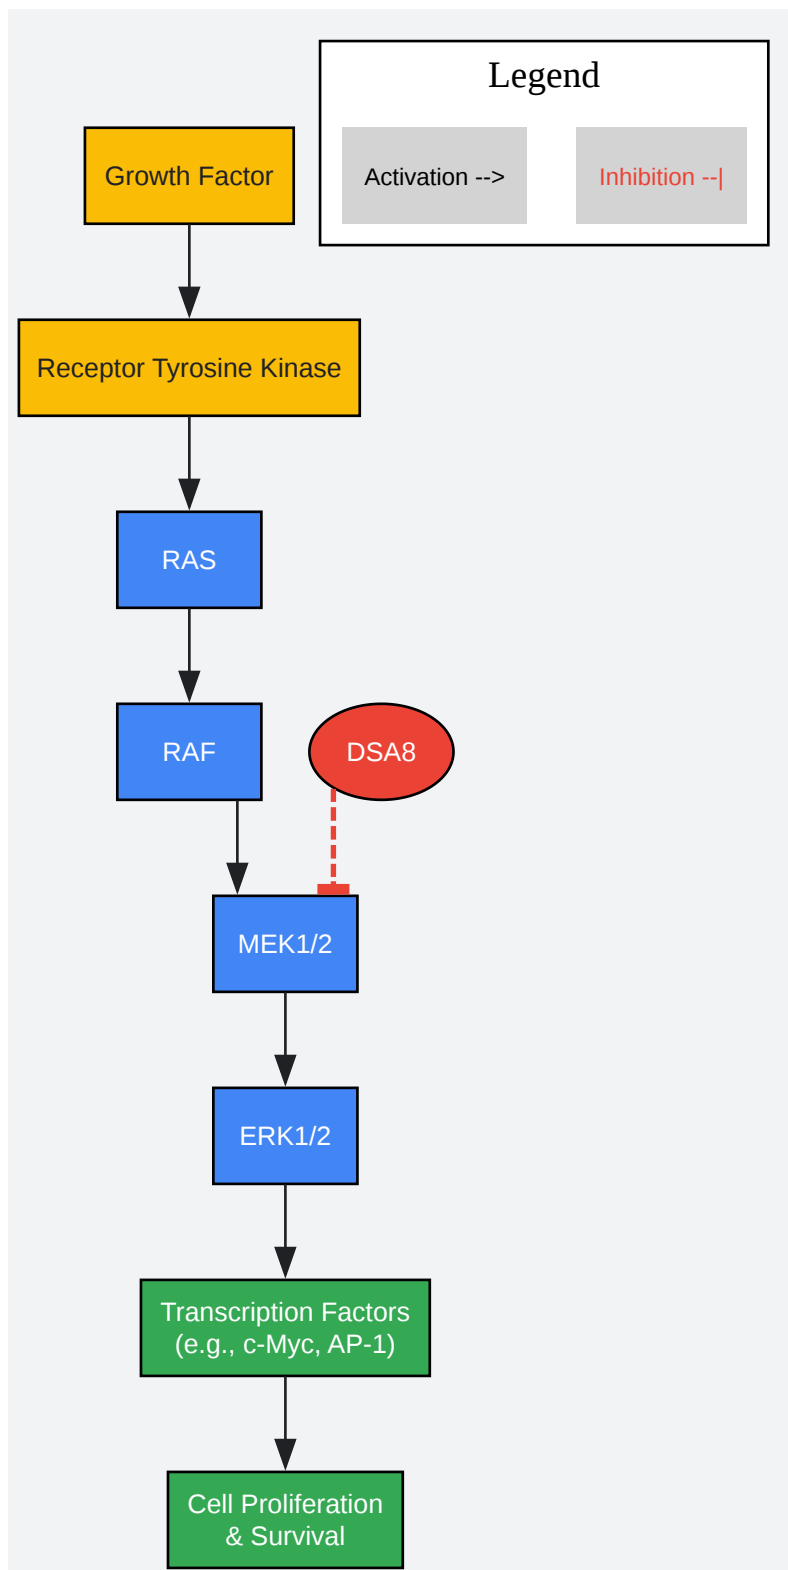 Legend
Activation -->
Inhibition --|
Growth Factor
Receptor Tyrosine Kinase
RAS
RAF
DSA8
MEK1/2
ERK1/2
Transcription Factors
(e.g., c-Myc, AP-1)
Cell Proliferation
& Survival